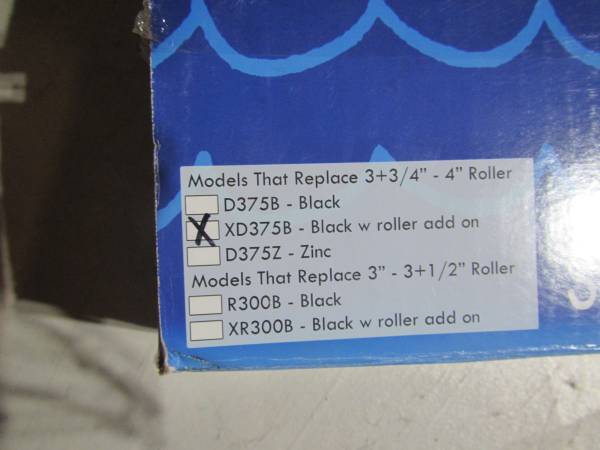 Models That Replace 3+3/4" - 4" Roller
D375B - Black
X XD375B - Black w roller add on
D375Z - Zinc
Models That Replace 3" - 3+1/2" Roller
R300B - Black
XR300B - Black w roller add on